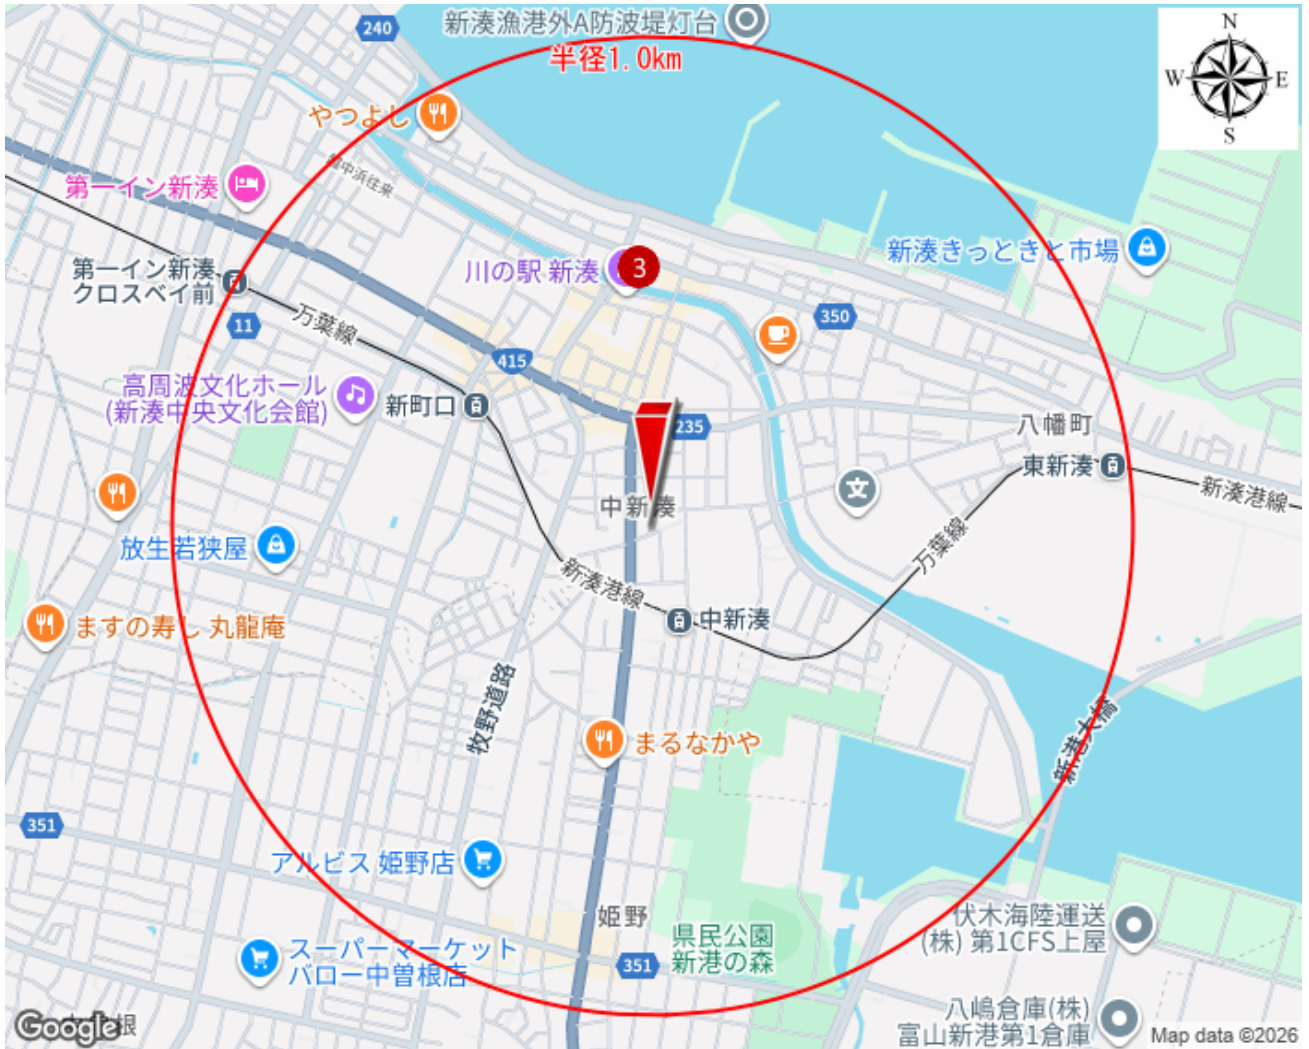 新湊漁港外A防波堤灯台
半径1.0km
N
W E
S
240
やつよし
第一イン新湊
川の駅 新湊
3
新湊きっときと市場
第一イン新湊
クロスベイ前
万葉線
11
350
415
高周波文化ホール
(新湊中央文化会館)
新町口
235
八幡町
東新湊
新湊港線
中新湊
文
放生若狭屋
新湊港線
万葉線
中新湊
ますの寿し 丸龍庵
牧野道路
新港大橋
まるなかや
351
アルビス 姫野店
姫野
県民公園
新港の森
伏木海陸運送
(株) 第1CFS上屋
スーパーマーケット
バロー中曽根店
351
八嶋倉庫(株)
富山新港第1倉庫
Google
根
Map data ©2026